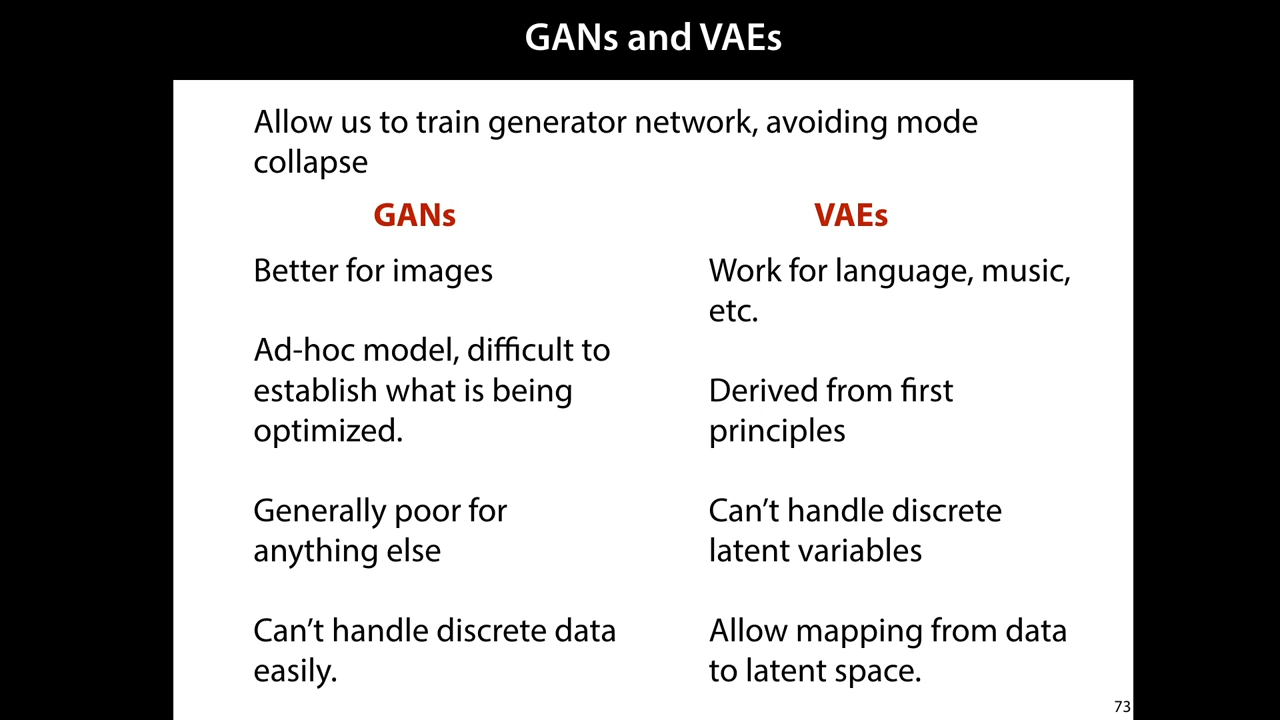 GANs and VAEs
Allow us to train generator network, avoiding mode
collapse
GANs
Better for images
Ad-hoc model, difficult to
establish what is being
optimized.
Generally poor for
anything else
Can’t handle discrete data
easily.
VAEs
Work for language, music,
etc.
Derived from first
principles
Can’t handle discrete
latent variables
Allow mapping from data
to latent space.
73